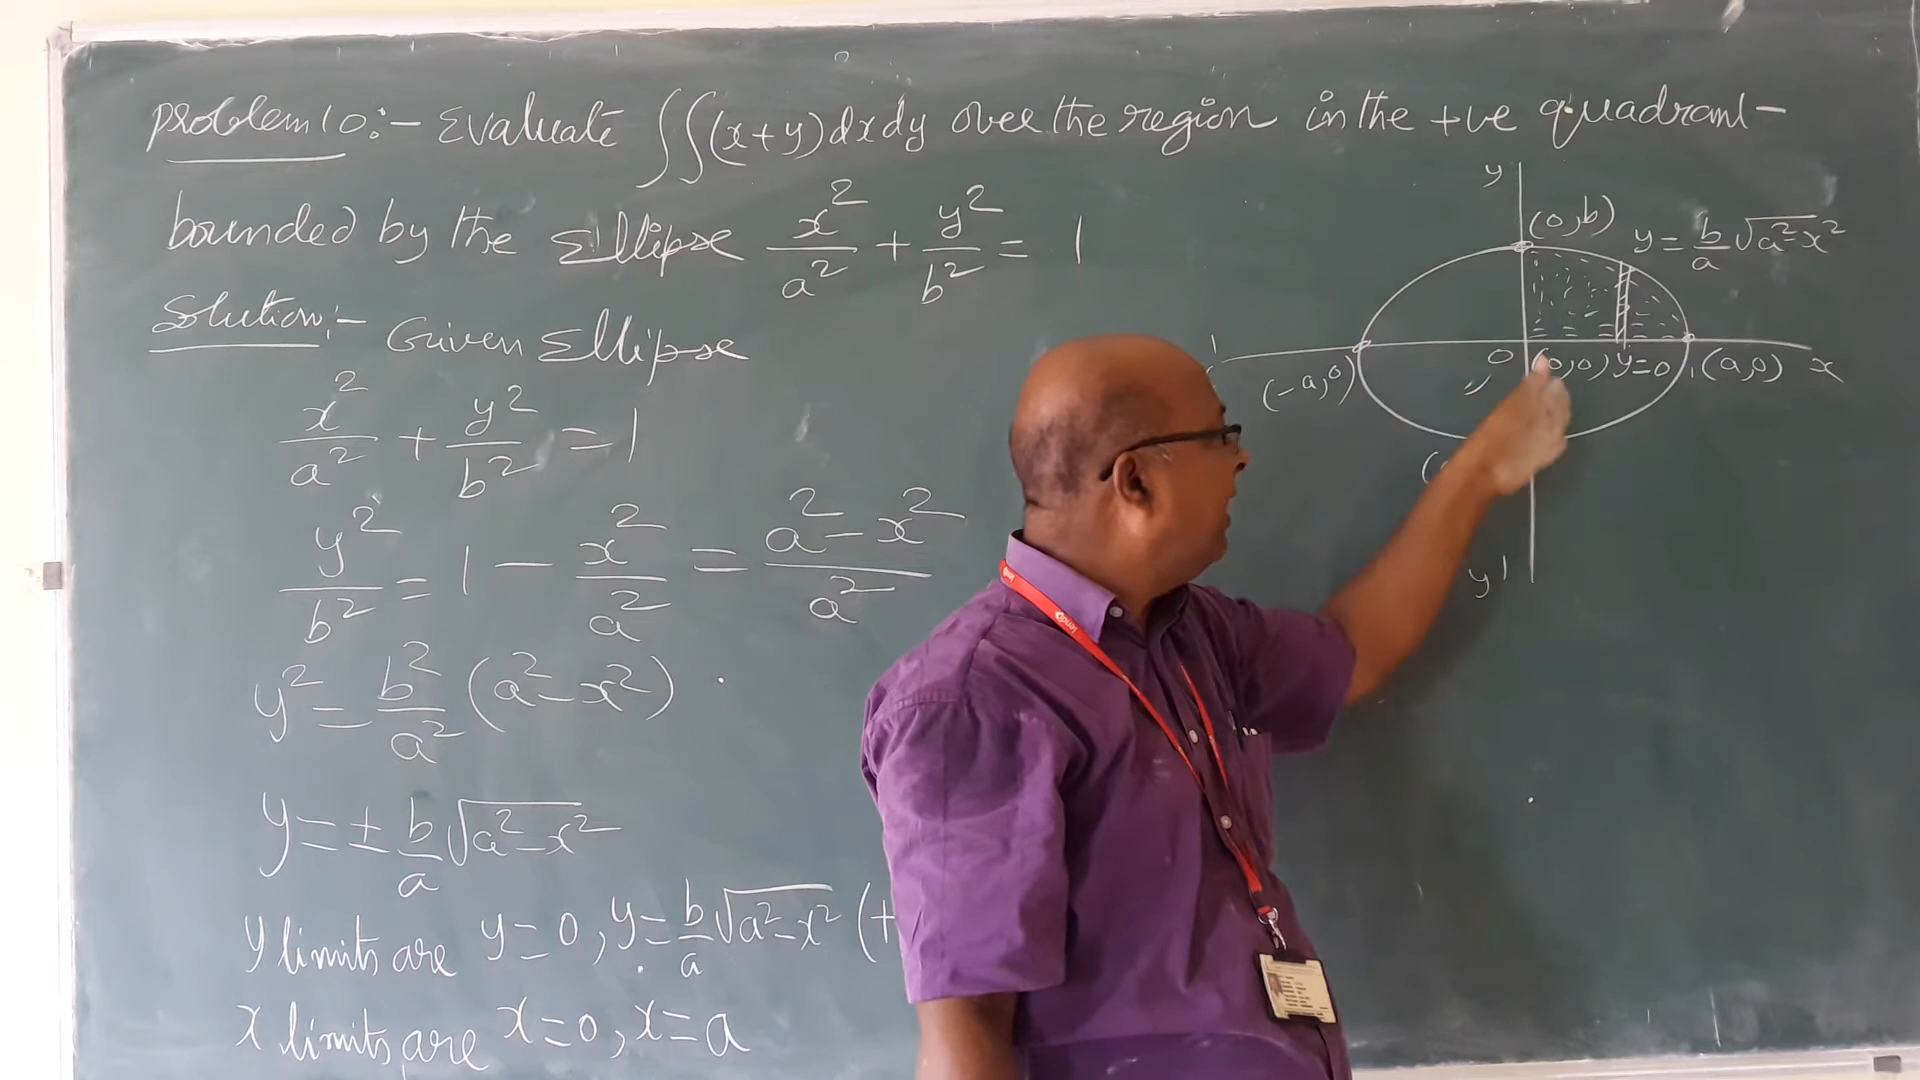 Problem 10:- Evaluate ∫∫(x+y)dxdy over the region in the +ve quadrant-
bounded by the Ellipse x²/a² + y²/b² = 1
Solution:- Given Ellipse
x²/a² + y²/b² = 1
y²/b² = 1 - x²/a² = a²-x²/a²
y² = b²/a² (a²-x²)
y = ± b/a √a²-x²
y limits are y=0, y= b/a √a²-x² (+
x limits are x=0, x=a
y
(0,b)
y = b/a √a²-x²
(-a,0)
0
(0,0)
y=0
(a,0)
x
y'
Lendi